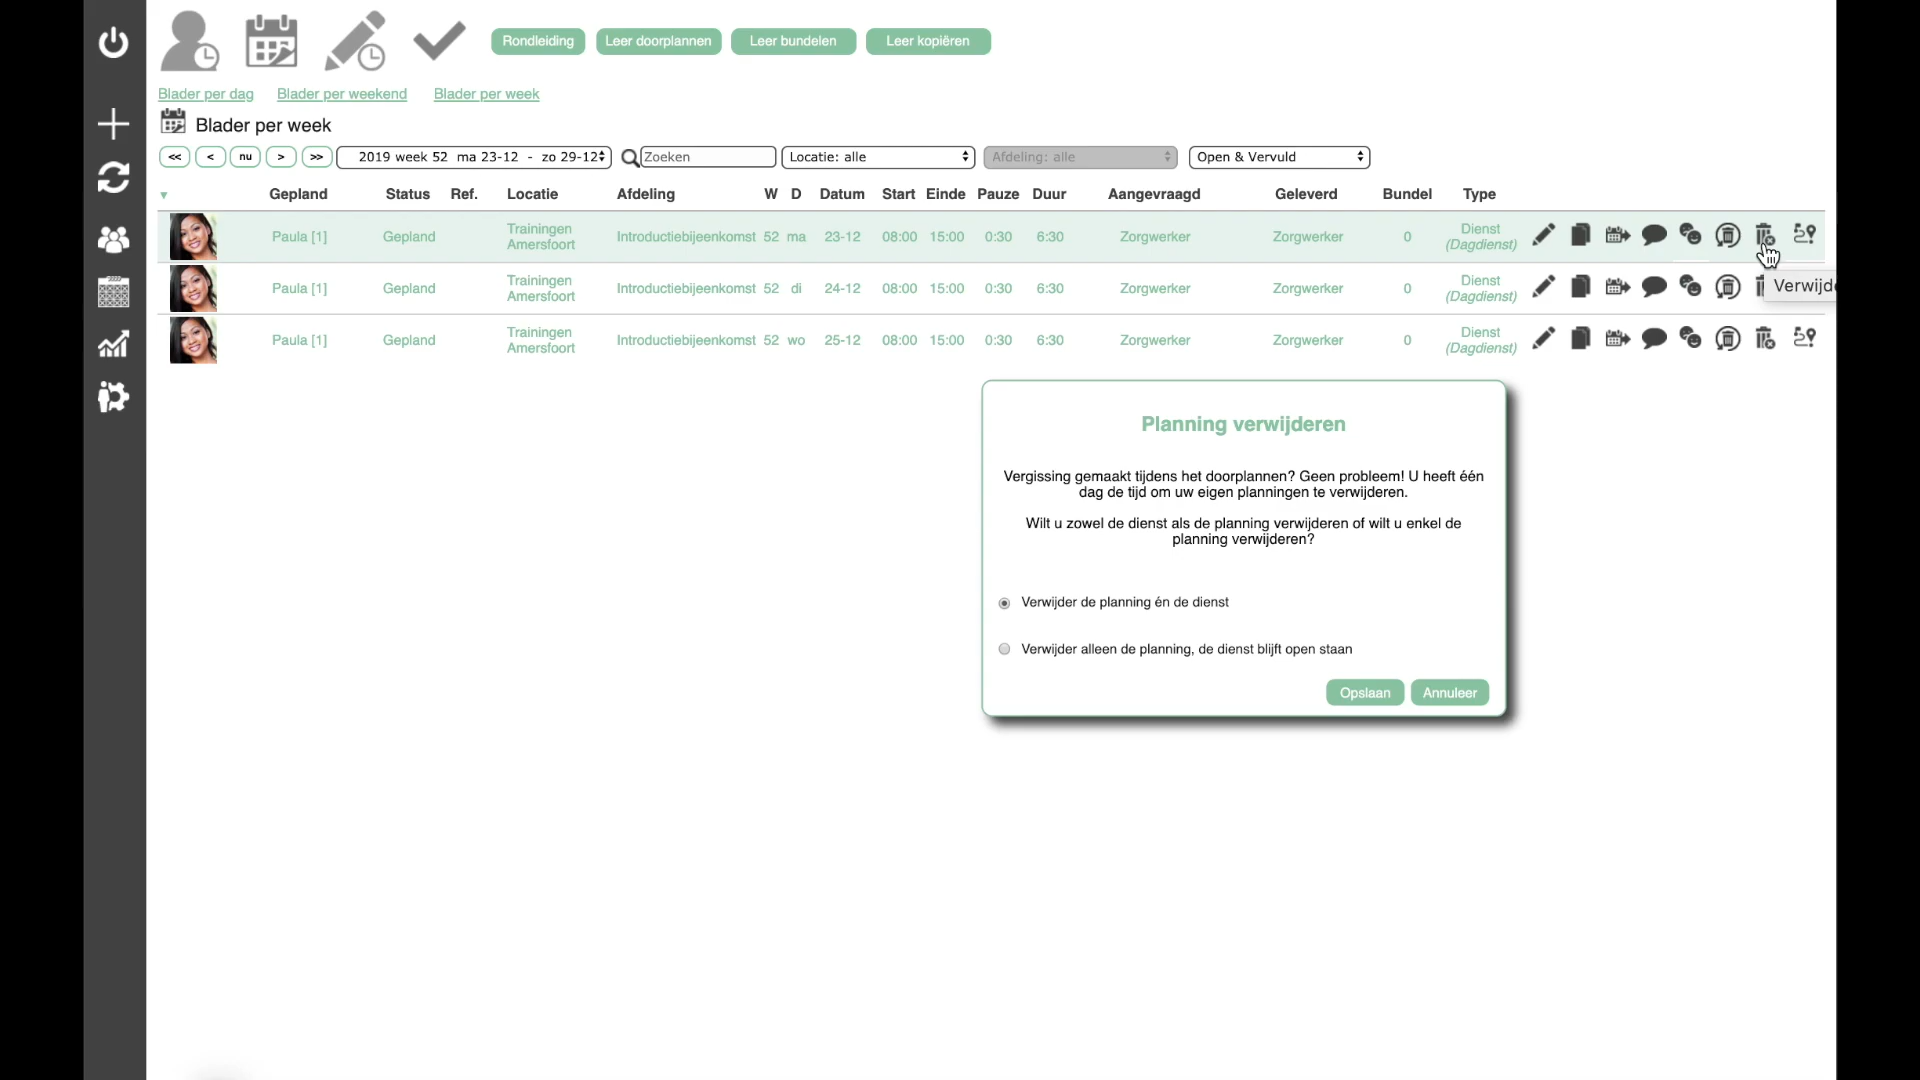 Rondleiding Leer doorplannen Leer bundelen Leer kopiëren
Blader per dag Blader per weekend Blader per week
Blader per week
<< < nu > >> 2019 week 52 ma 23-12 - zo 29-12 Zoeken Locatie: alle Afdeling: alle Open & Vervuld
Gepland Status Ref. Locatie Afdeling W D Datum Start Einde Pauze Duur Aangevraagd Geleverd Bundel Type
Paula [1] Gepland Trainingen Amersfoort Introductiebijeenkomst 52 ma 23-12 08:00 15:00 0:30 6:30 Zorgwerker Zorgwerker 0 Dienst (Dagdienst)
Paula [1] Gepland Trainingen Amersfoort Introductiebijeenkomst 52 di 24-12 08:00 15:00 0:30 6:30 Zorgwerker Zorgwerker 0 Dienst (Dagdienst)
Verwijde
Paula [1] Gepland Trainingen Amersfoort Introductiebijeenkomst 52 wo 25-12 08:00 15:00 0:30 6:30 Zorgwerker Zorgwerker 0 Dienst (Dagdienst)
Planning verwijderen
Vergissing gemaakt tijdens het doorplannen? Geen probleem! U heeft één
dag de tijd om uw eigen planningen te verwijderen.
Wilt u zowel de dienst als de planning verwijderen of wilt u enkel de
planning verwijderen?
Verwijder de planning én de dienst
Verwijder alleen de planning, de dienst blijft open staan
Opslaan Annuleer